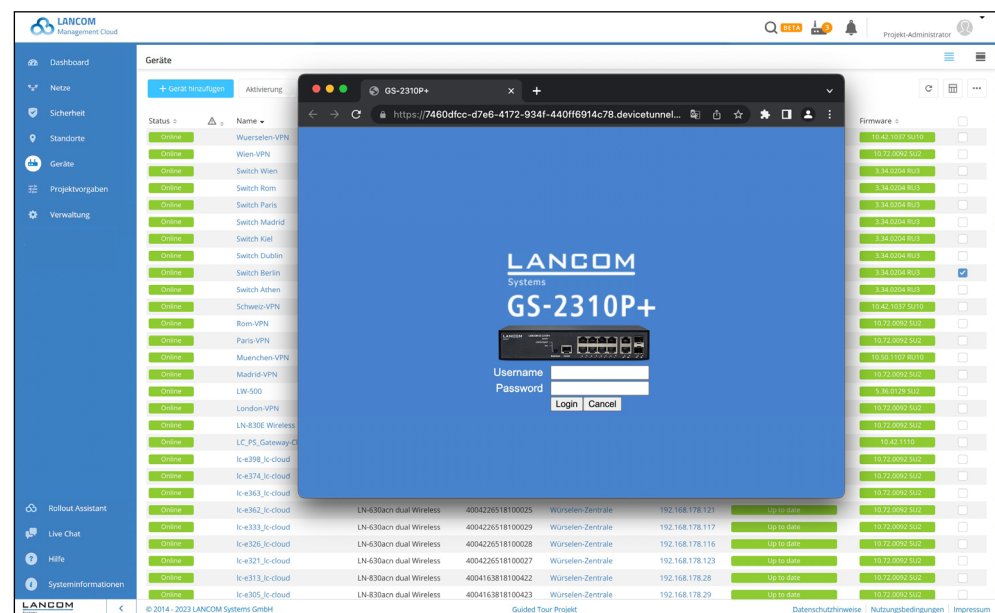 LANCOM
Management Cloud
BETA
3
Projekt-Administrator
Dashboard
Netze
Sicherheit
Standorte
Geräte
Projektvorgaben
Verwaltung
Rollout Assistant
Live Chat
Hilfe
Systeminformationen
LANCOM
Geräte
+ Gerät hinzufügen
Aktivierung
Status
Name
Firmware
Online Wuerselen-VPN 10.42.1037 SU10
Online Wien-VPN 10.72.0092 SU2
Online Switch Wien 3.34.0204 RU3
Online Switch Rom 3.34.0204 RU3
Online Switch Paris 3.34.0204 RU3
Online Switch Madrid 3.34.0204 RU3
Online Switch Kiel 3.34.0204 RU3
Online Switch Dublin 3.34.0204 RU3
Online Switch Berlin 3.34.0204 RU3
Online Switch Athen 3.34.0204 RU3
Online Schweiz-VPN 10.42.1037 SU10
Online Rom-VPN 10.72.0092 SU2
Online Paris-VPN 10.72.0092 SU2
Online Muenchen-VPN 10.50.1107 RU10
Online Madrid-VPN 10.72.0092 SU2
Online LW-500 5.36.0129 SU2
Online London-VPN 10.72.0092 SU2
Online LN-830E Wireless 10.72.0092 SU2
Online LC_PS_Gateway-Cl 10.42.1110
Online lc-e398_lc-cloud 10.72.0092 SU2
Online lc-e374_lc-cloud 10.72.0092 SU2
Online lc-e363_lc-cloud 10.72.0092 SU2
Online lc-e362_lc-cloud LN-630acn dual Wireless 4004226518100025 Würselen-Zentrale 192.168.178.121 Up to date 10.72.0092 SU2
Online lc-e333_lc-cloud LN-630acn dual Wireless 4004226518100029 Würselen-Zentrale 192.168.178.117 Up to date 10.72.0092 SU2
Online lc-e326_lc-cloud LN-630acn dual Wireless 4004226518100028 Würselen-Zentrale 192.168.178.116 Up to date 10.72.0092 SU2
Online lc-e321_lc-cloud LN-630acn dual Wireless 4004226518100027 Würselen-Zentrale 192.168.178.123 Up to date 10.72.0092 SU2
Online lc-e313_lc-cloud LN-830acn dual Wireless 4004163818100422 Würselen-Zentrale 192.168.178.28 Up to date 10.72.0092 SU2
Online lc-e305_lc-cloud LN-830acn dual Wireless 4004163818100423 Würselen-Zentrale 192.168.178.29 Up to date 10.72.0092 SU2
GS-2310P+
https://7460dfcc-d7e6-4172-934f-440ff6914c78.devicetunnel...
LANCOM
Systems
GS-2310P+
LANCOM
Username
Password
Login Cancel
© 2014 - 2023 LANCOM Systems GmbH
Guided Tour Projekt
Datenschutzhinweise | Nutzungsbedingungen | Impressum